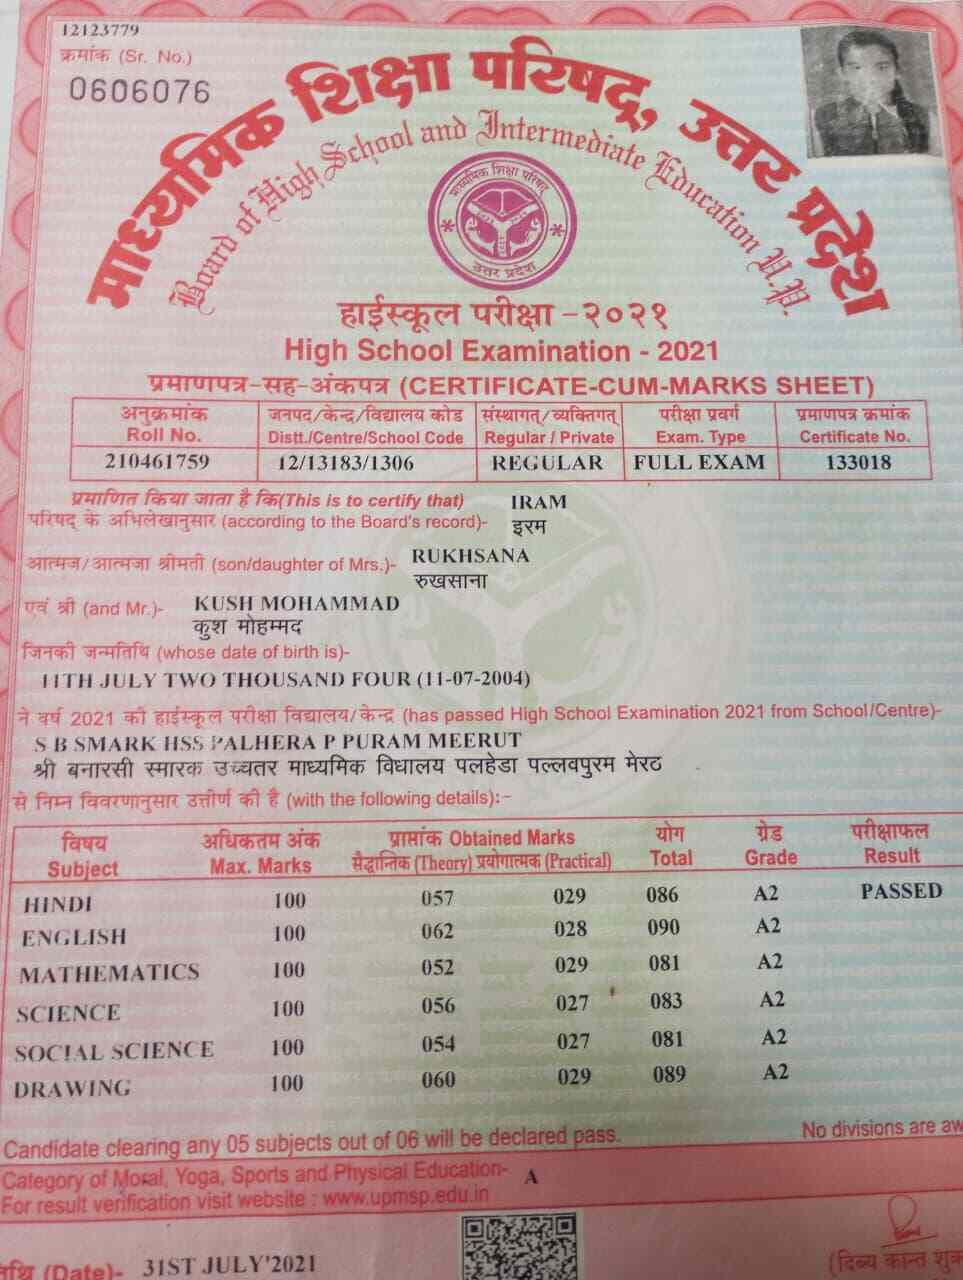 12123779
क्रमांक (Sr. No.)
0606076
माध्यमिक शिक्षा परिषद्, उत्तर प्रदेश
Board of High School and Intermediate Education U.P.
माध्यमिक शिक्षा परिषद्
उत्तर प्रदेश
हाईस्कूल परीक्षा -२०२१
High School Examination - 2021
प्रमाणपत्र-सह-अंकपत्र (CERTIFICATE-CUM-MARKS SHEET)
अनुक्रमांक जनपद/केन्द्र/विद्यालय कोड संस्थागत/व्यक्तिगत परीक्षा प्रवर्ग प्रमाणपत्र क्रमांक
Roll No. Distt./Centre/School Code Regular / Private Exam. Type Certificate No.
210461759 12/13183/1306 REGULAR FULL EXAM 133018
प्रमाणित किया जाता है कि(This is to certify that) IRAM
परिषद् के अभिलेखानुसार (according to the Board's record)- इरम
आत्मज/आत्मजा श्रीमती (son/daughter of Mrs.)- RUKHSANA
रुखसाना
एवं श्री (and Mr.)- KUSH MOHAMMAD
कुश मोहम्मद
जिनकी जन्मतिथि (whose date of birth is)-
11TH JULY TWO THOUSAND FOUR (11-07-2004)
ने वर्ष 2021 की हाईस्कूल परीक्षा विद्यालय/केन्द्र (has passed High School Examination 2021 from School/Centre)-
S B SMARK HSS PALHERA P PURAM MEERUT
श्री बनारसी स्मारक उच्चतर माध्यमिक विधालय पलहेडा पल्लवपुरम मेरठ
से निम्न विवरणानुसार उत्तीर्ण की है (with the following details):-
विषय अधिकतम अंक प्राप्तांक Obtained Marks योग ग्रेड परीक्षाफल
Subject Max. Marks सैद्धान्तिक (Theory) प्रयोगात्मक (Practical) Total Grade Result
HINDI 100 057 029 086 A2 PASSED
ENGLISH 100 062 028 090 A2
MATHEMATICS 100 052 029 081 A2
SCIENCE 100 056 027 083 A2
SOCIAL SCIENCE 100 054 027 081 A2
DRAWING 100 060 029 089 A2
Candidate clearing any 05 subjects out of 06 will be declared pass. No divisions are aw
Category of Moral, Yoga, Sports and Physical Education- A
For result verification visit website : www.upmsp.edu.in
(Date)- 31ST JULY'2021
(दिव्य कान्त शुक